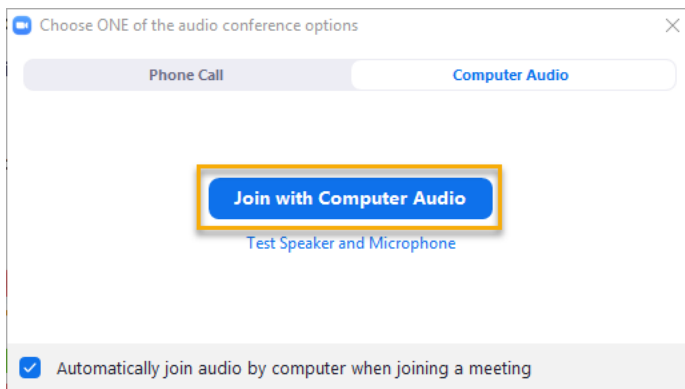 Choose ONE of the audio conference options
Phone Call
Computer Audio
Join with Computer Audio
Test Speaker and Microphone
Automatically join audio by computer when joining a meeting